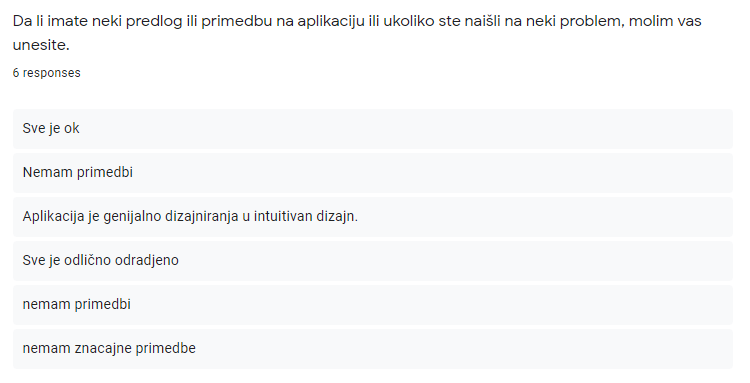 Da li imate neki predlog ili primedbu na aplikaciju ili ukoliko ste naišli na neki problem, molim vas
unesite.
6 responses
Sve je ok
Nemam primedbi
Aplikacija je genijalno dizajniranja u intuitivan dizajn.
Sve je odlično odradjeno
nemam primedbi
nemam znacajne primedbe